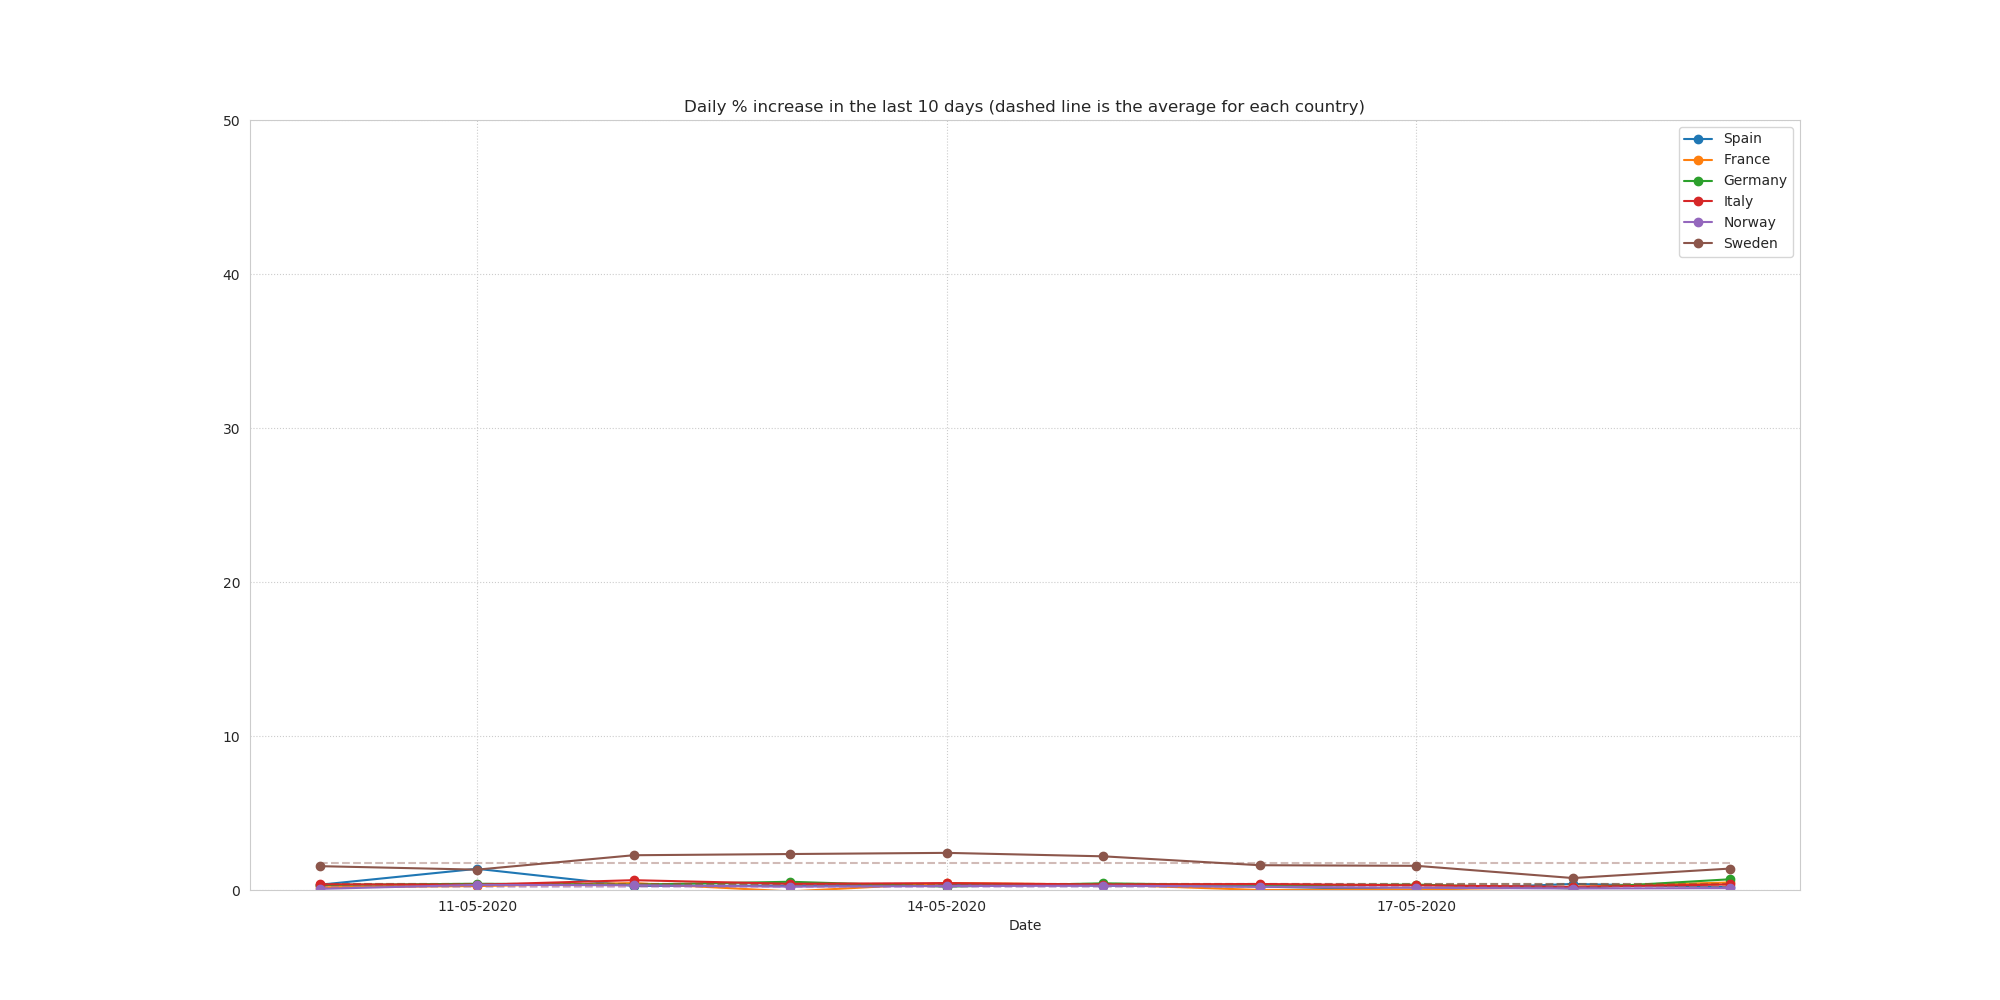 Daily % increase in the last 10 days (dashed line is the average for each country)
50
40
30
20
10
0
Spain
France
Germany
Italy
Norway
Sweden
11-05-2020
14-05-2020
17-05-2020
Date